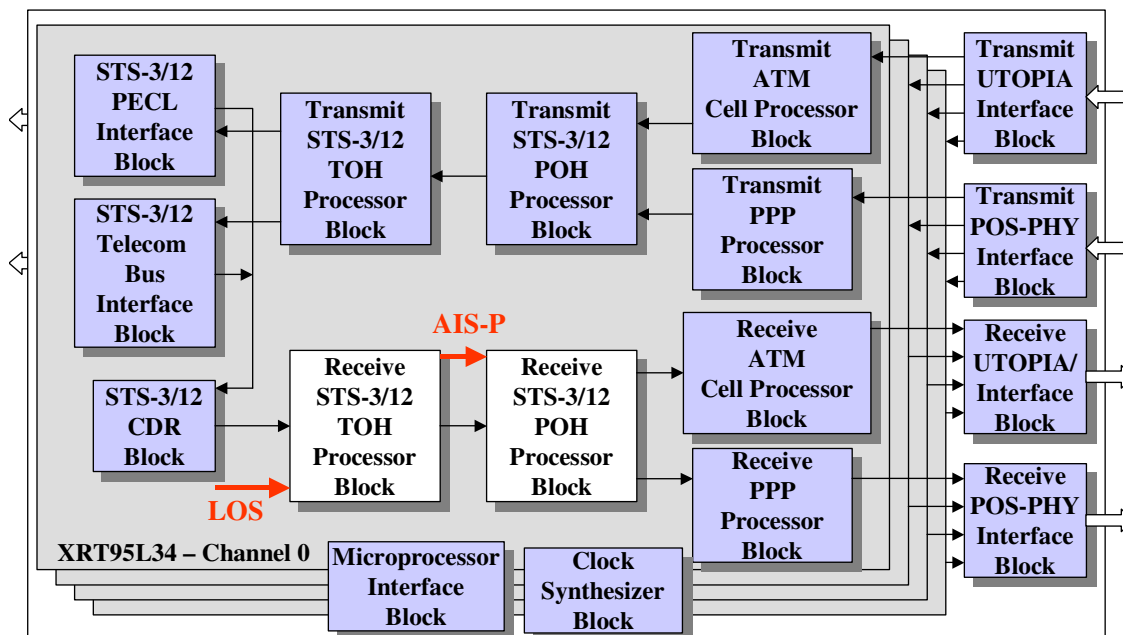 STS-3/12
PECL
Interface
Block
Transmit
STS-3/12
TOH
Processor
Block
Transmit
STS-3/12
POH
Processor
Block
Transmit
ATM
Cell Processor
Block
Transmit
UTOPIA
Interface
Block
STS-3/12
Telecom
Bus
Interface
Block
Transmit
PPP
Processor
Block
Transmit
POS-PHY
Interface
Block
AIS-P
STS-3/12
CDR
Block
LOS
Receive
STS-3/12
TOH
Processor
Block
Receive
STS-3/12
POH
Processor
Block
Receive
ATM
Cell Processor
Block
Receive
UTOPIA/
Interface
Block
Receive
PPP
Processor
Block
Receive
POS-PHY
Interface
Block
XRT95L34 – Channel 0
Microprocessor
Interface
Block
Clock
Synthesizer
Block